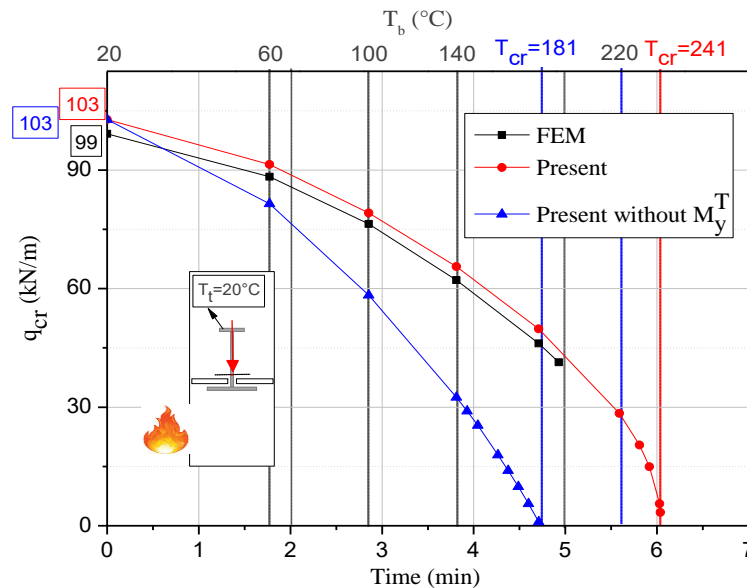 T_b (°C)
20 60 100 140 T_cr=181 220 T_cr=241
103
103
99
90
60
30
0
q_cr (kN/m)
FEM
Present
Present without M_y^T
T_t=20°C
0 1 2 3 4 5 6 7
Time (min)